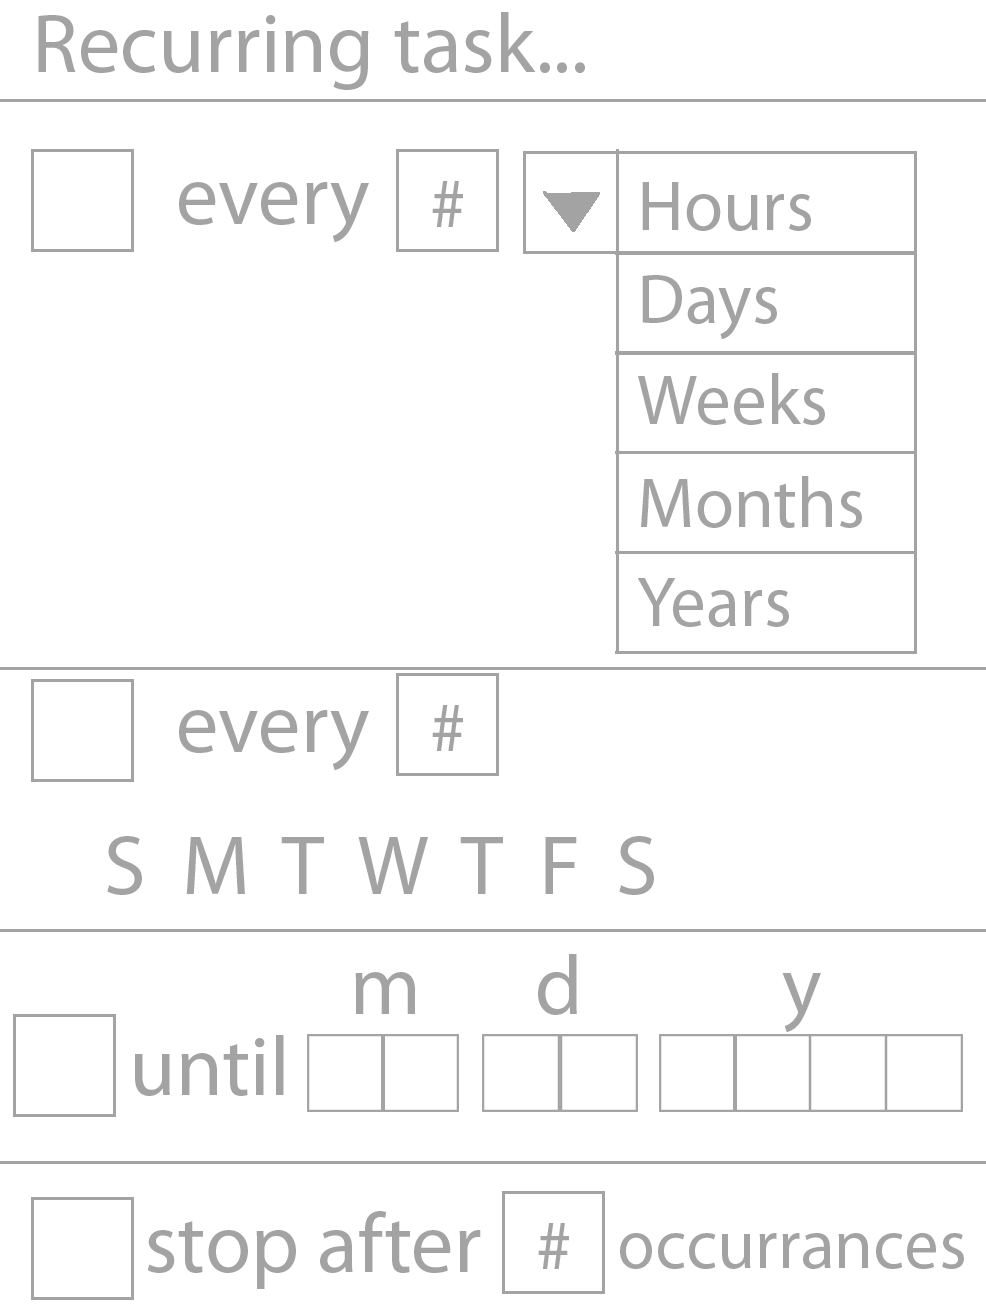 Recurring task...
every # Hours
Days
Weeks
Months
Years
every #
S M T W T F S
m d y
until
stop after # occurrances